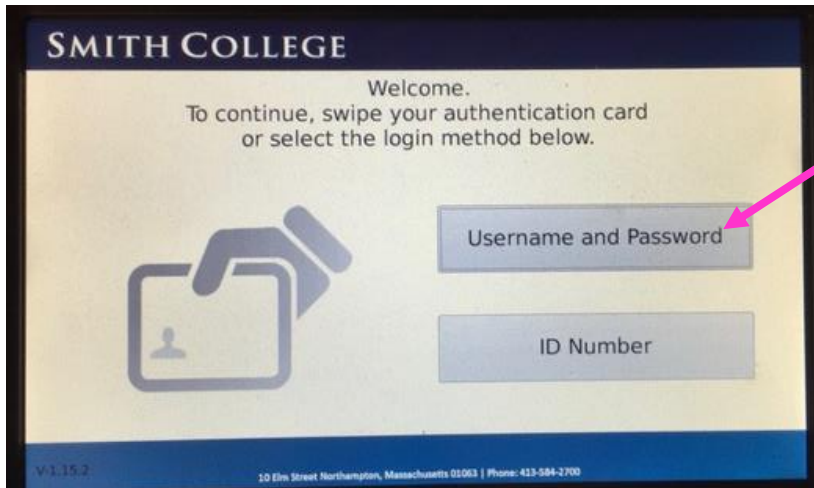 SMITH COLLEGE
Welcome.
To continue, swipe your authentication card
or select the login method below.
Username and Password
ID Number
V-1.15.2
10 Elm Street Northampton, Massachusetts 01063 | Phone: 413-584-2700